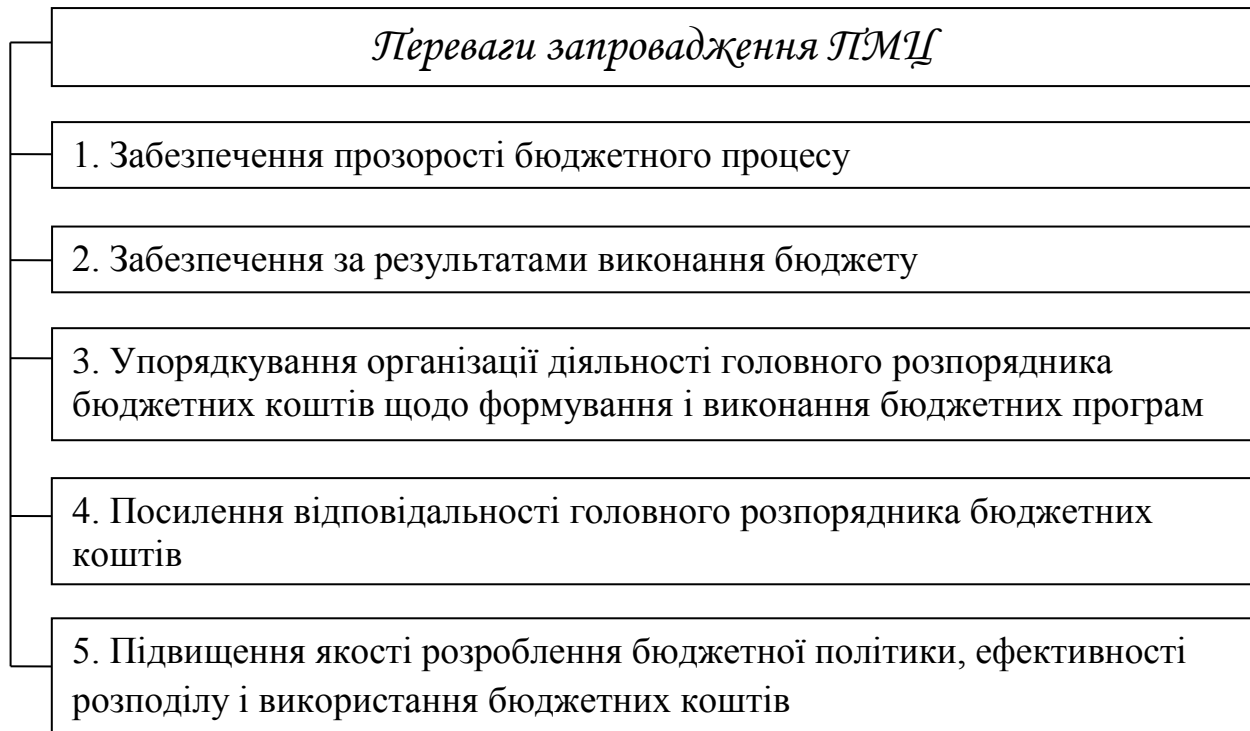 Переваги запровадження ПМЦ
1. Забезпечення прозорості бюджетного процесу
2. Забезпечення за результатами виконання бюджету
3. Упорядкування організації діяльності головного розпорядника
бюджетних коштів щодо формування і виконання бюджетних програм
4. Посилення відповідальності головного розпорядника бюджетних
коштів
5. Підвищення якості розроблення бюджетної політики, ефективності
розподілу і використання бюджетних коштів